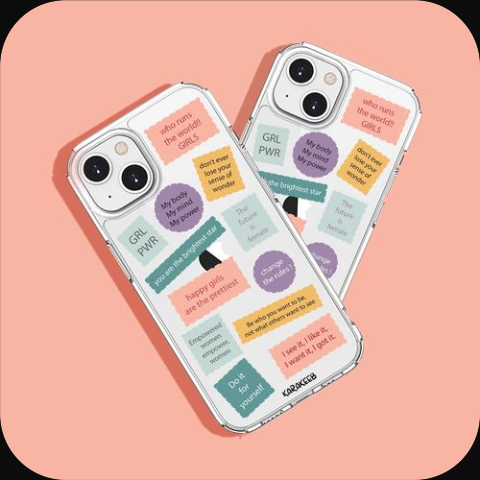 who runs
the world!!
GIRLS
GRL
PWR
My body
My mind
My power
don't ever
lose your
sense of
wonder
the brightest star
The
future
is
female
change
the rules !
who runs
the world!!
GIRLS
don't ever
lose your
sense of
wonder
My body
My mind
My power
GRL
PWR
The
future
is
female
you are the brightest star
change
the rules !
happy girls
are the prettiest
Be who you want to be,
not what others want to see
Empowered
women
empower
women
I see it, I like it,
I want it, I got it.
Do it
for
yourself
KARAKEEB